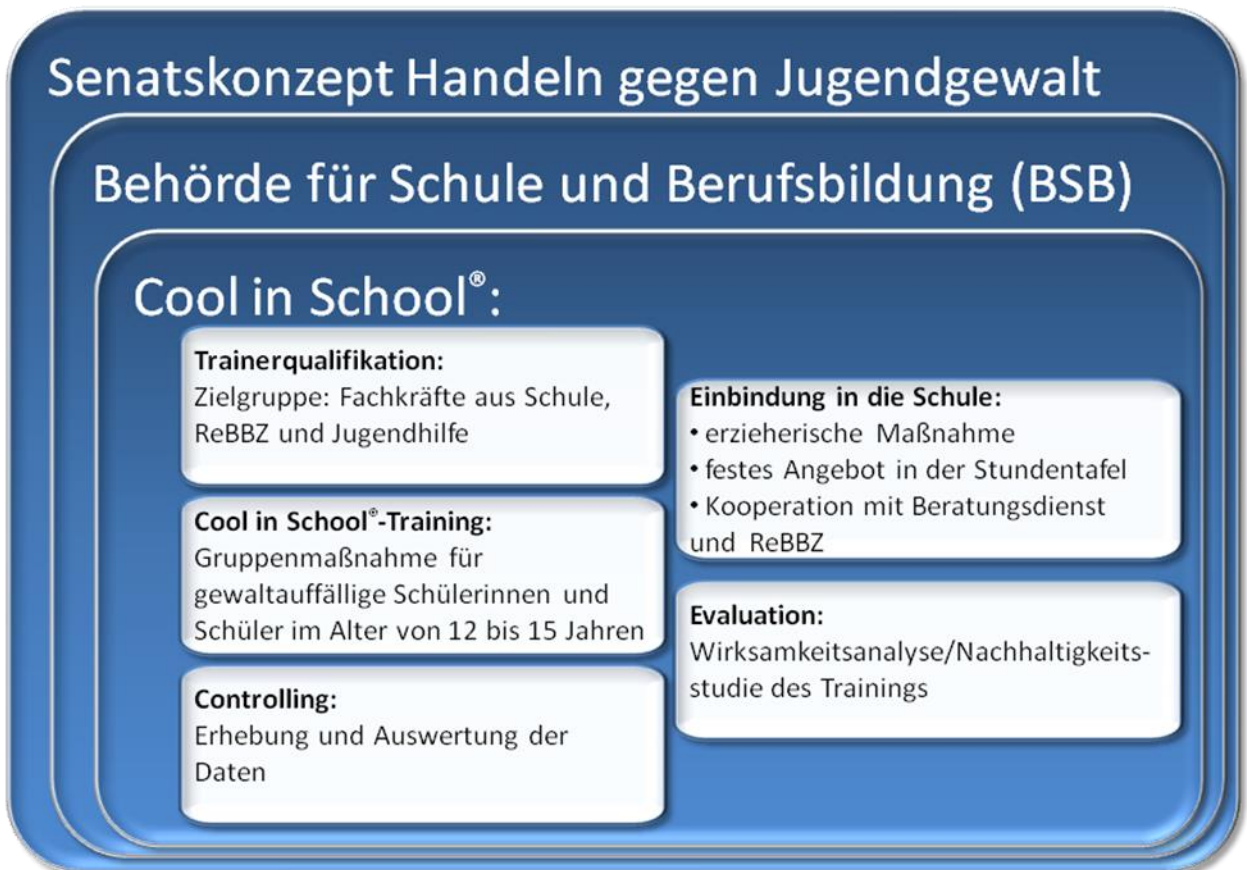 Senatskonzept Handeln gegen Jugendgewalt
Behörde für Schule und Berufsbildung (BSB)
Cool in School®:
Trainerqualifikation:
Zielgruppe: Fachkräfte aus Schule,
ReBBZ und Jugendhilfe
Cool in School®-Training:
Gruppenmaßnahme für
gewaltauffällige Schülerinnen und
Schüler im Alter von 12 bis 15 Jahren
Controlling:
Erhebung und Auswertung der
Daten
Einbindung in die Schule:
• erzieherische Maßnahme
• festes Angebot in der Stundentafel
• Kooperation mit Beratungsdienst
und ReBBZ
Evaluation:
Wirksamkeitsanalyse/Nachhaltigkeits-
studie des Trainings